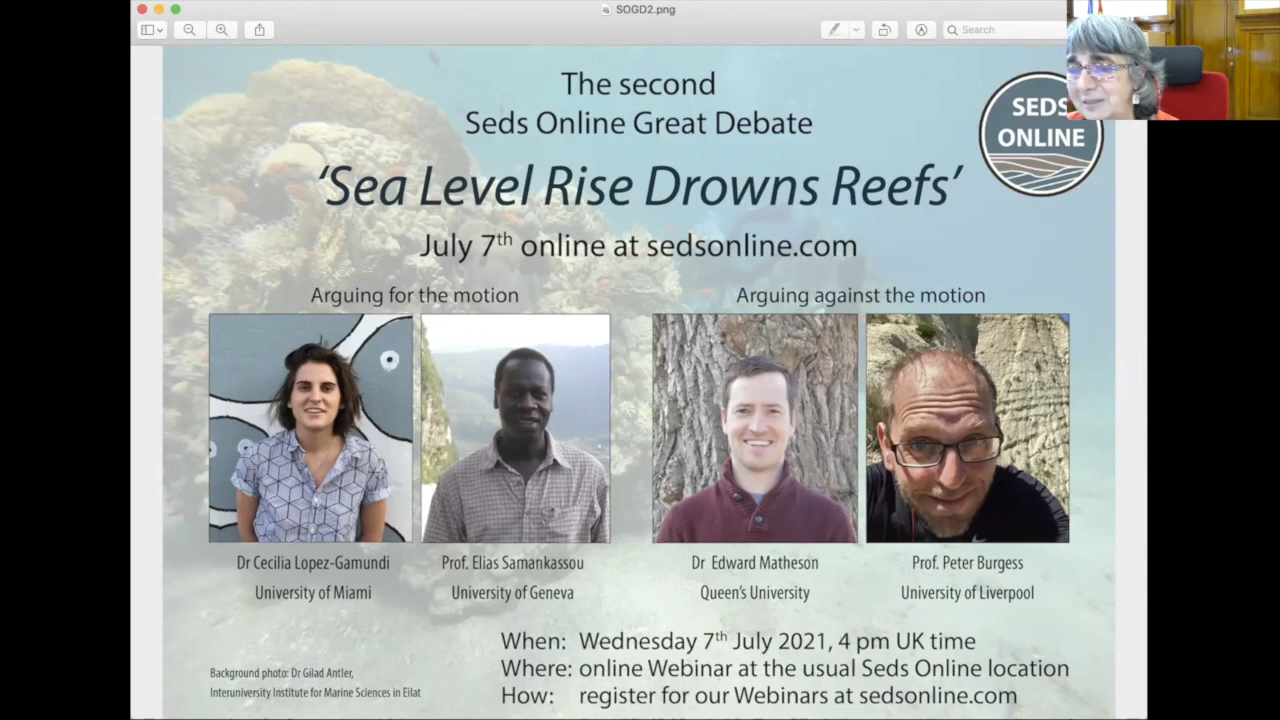 SOGD2.png
Search
The second
Seds Online Great Debate
SEDS
ONLINE
‘Sea Level Rise Drowns Reefs’
July 7th online at sedsonline.com
Arguing for the motion
Arguing against the motion
Dr Cecilia Lopez-Gamundi
University of Miami
Prof. Elias Samankassou
University of Geneva
Dr Edward Matheson
Queen's University
Prof. Peter Burgess
University of Liverpool
When: Wednesday 7th July 2021, 4 pm UK time
Where: online Webinar at the usual Seds Online location
How: register for our Webinars at sedsonline.com
Background photo: Dr Gilad Antler,
Interuniversity Institute for Marine Sciences in Eilat